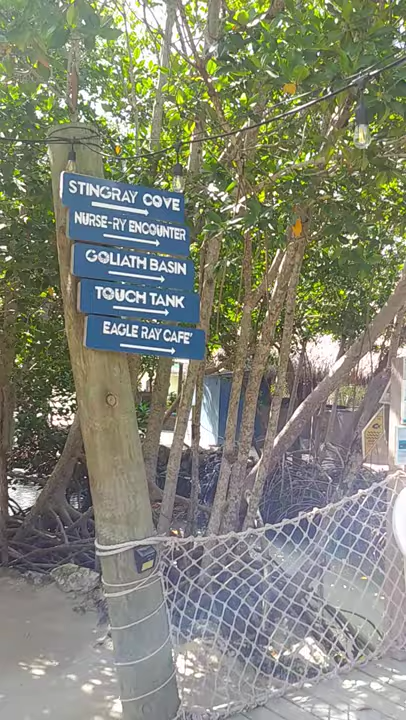 STINGRAY COVE
NURSE-RY ENCOUNTER
GOLIATH BASIN
TOUCH TANK
EAGLE RAY CAFE'